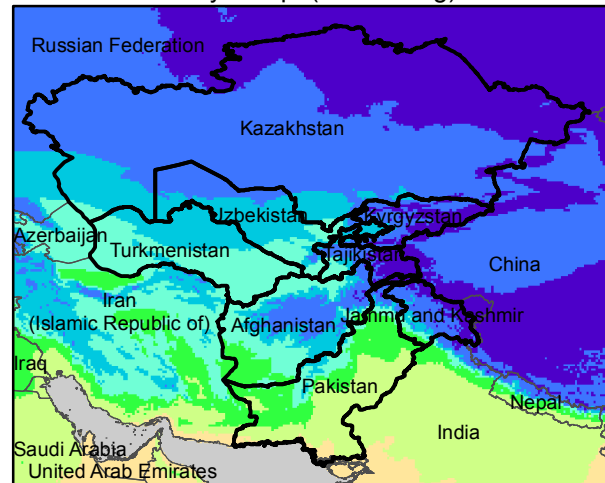 Russian Federation
Kazakhstan
Izbekistan
Kyrgyzstan
Azerbaijan
Turkmenistan
Tajikistan
China
Iran
(Islamic Republic of)
Afghanistan
Jammu and Kashmir
Iraq
Pakistan
Nepal
India
Saudi Arabia
United Arab Emirates